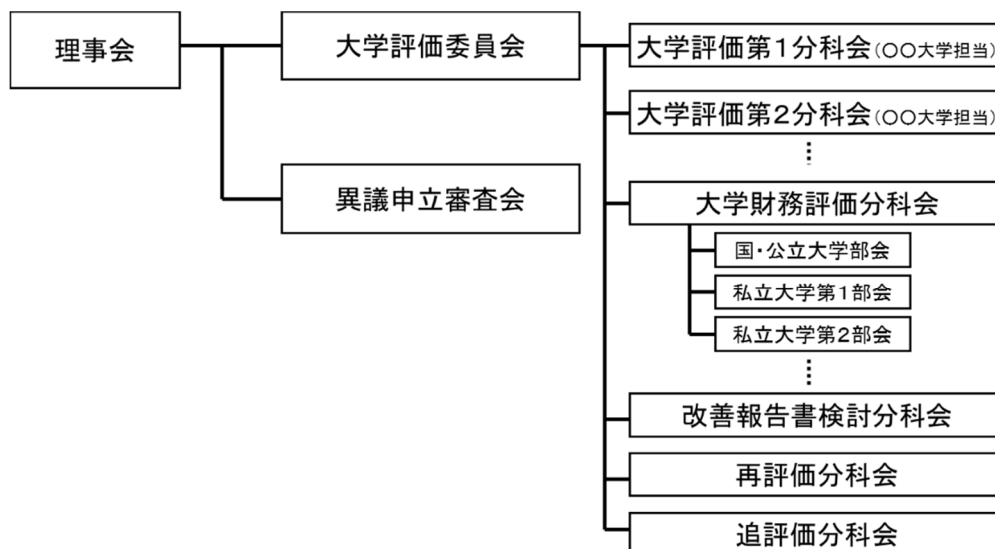 理事会
大学評価委員会
異議申立審査会
大学評価第1分科会(〇〇大学担当)
大学評価第2分科会(〇〇大学担当)
大学財務評価分科会
国・公立大学部会
私立大学第1部会
私立大学第2部会
改善報告書検討分科会
再評価分科会
追評価分科会